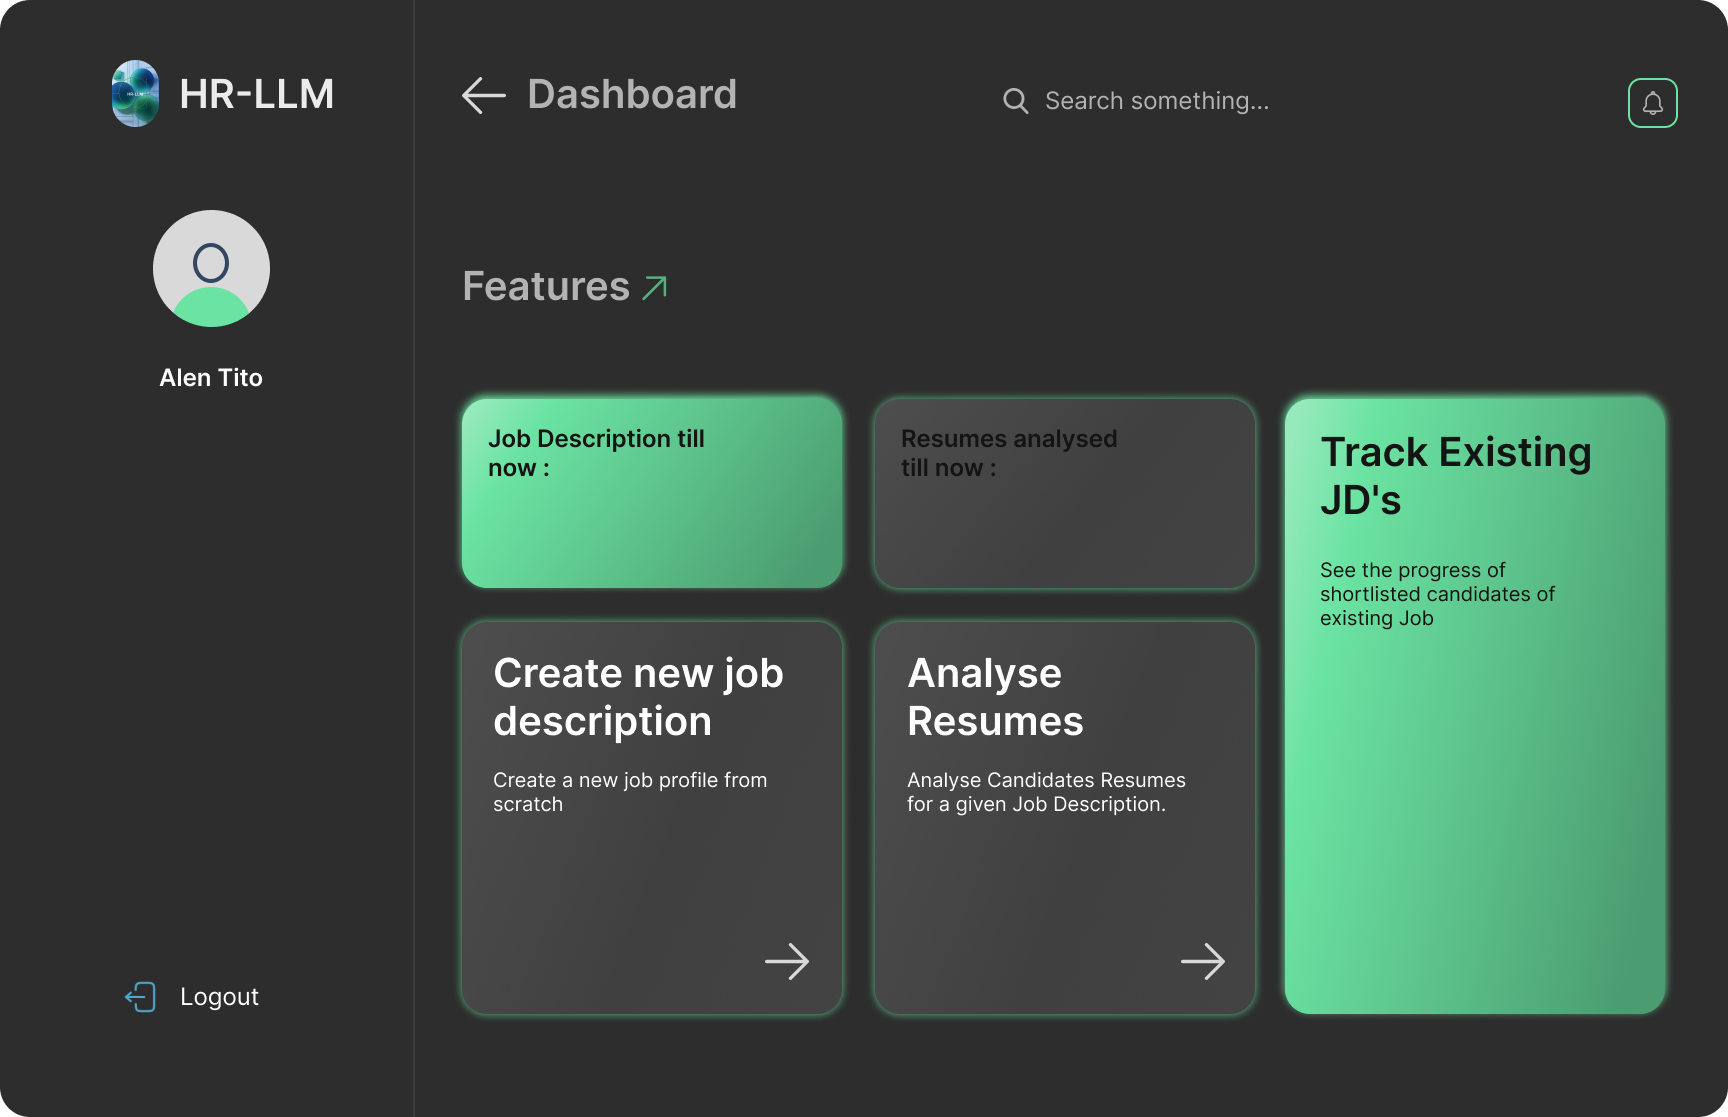 HR-LLM
Dashboard
Search something...
Alen Tito
Features
Job Description till
now :
Resumes analysed
till now :
Track Existing
JD's
See the progress of
shortlisted candidates of
existing Job
Create new job
description
Create a new job profile from
scratch
Analyse
Resumes
Analyse Candidates Resumes
for a given Job Description.
Logout